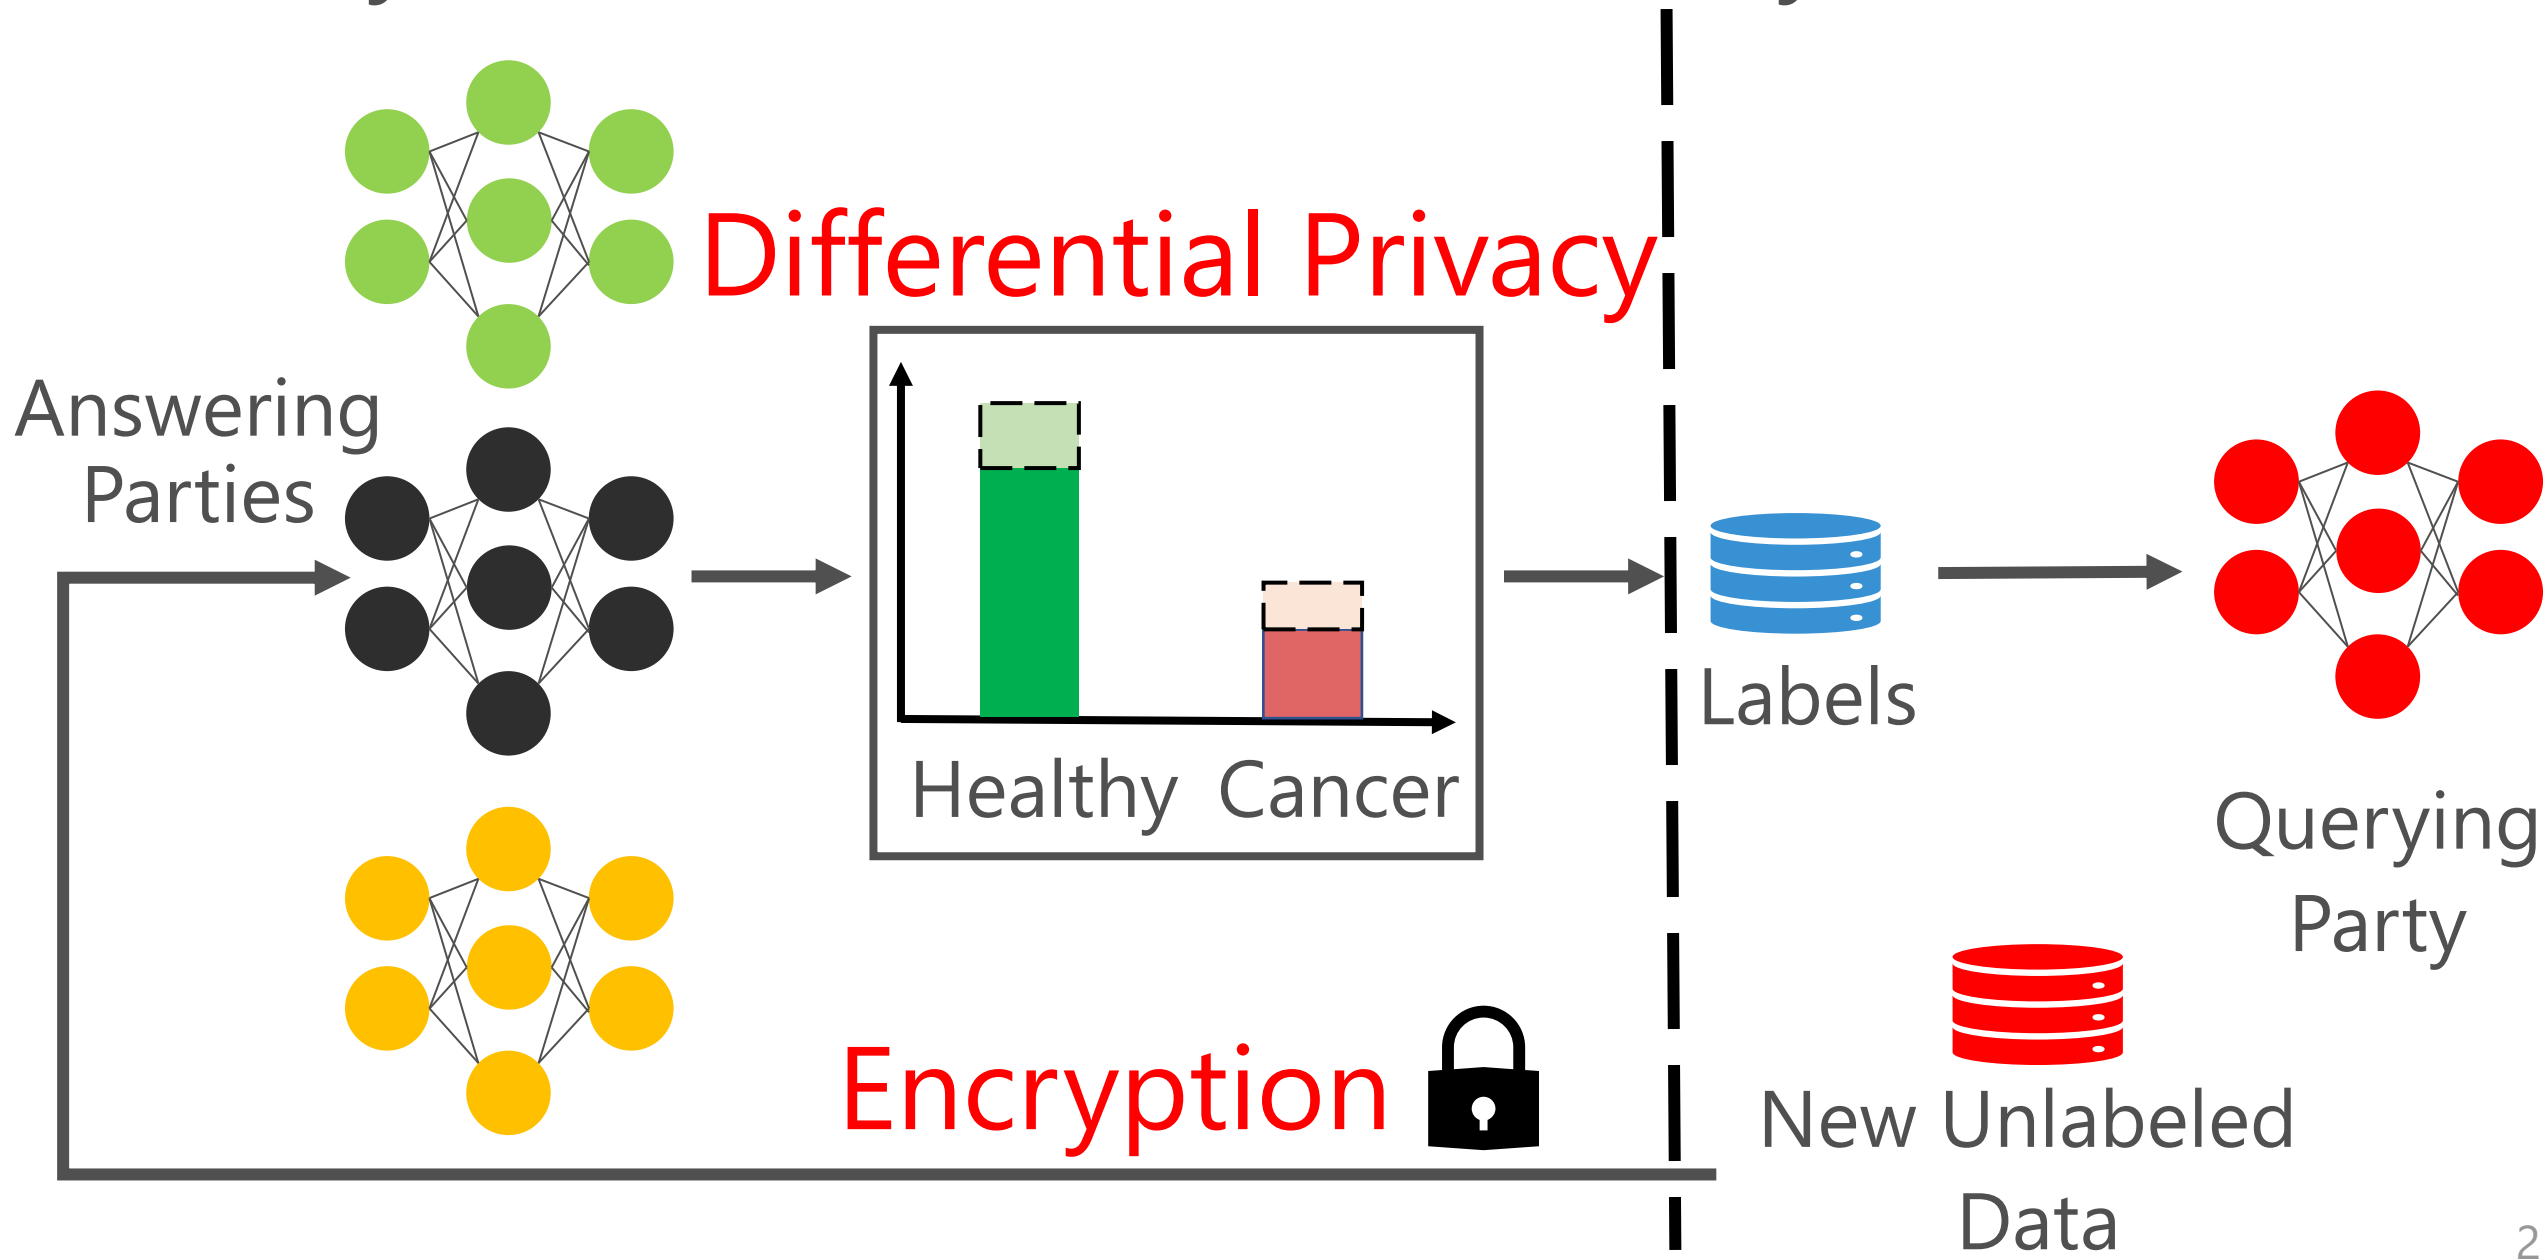 Differential Privacy
Answering
Parties
Healthy Cancer
Labels
Querying
Party
Encryption
New Unlabeled
Data
2